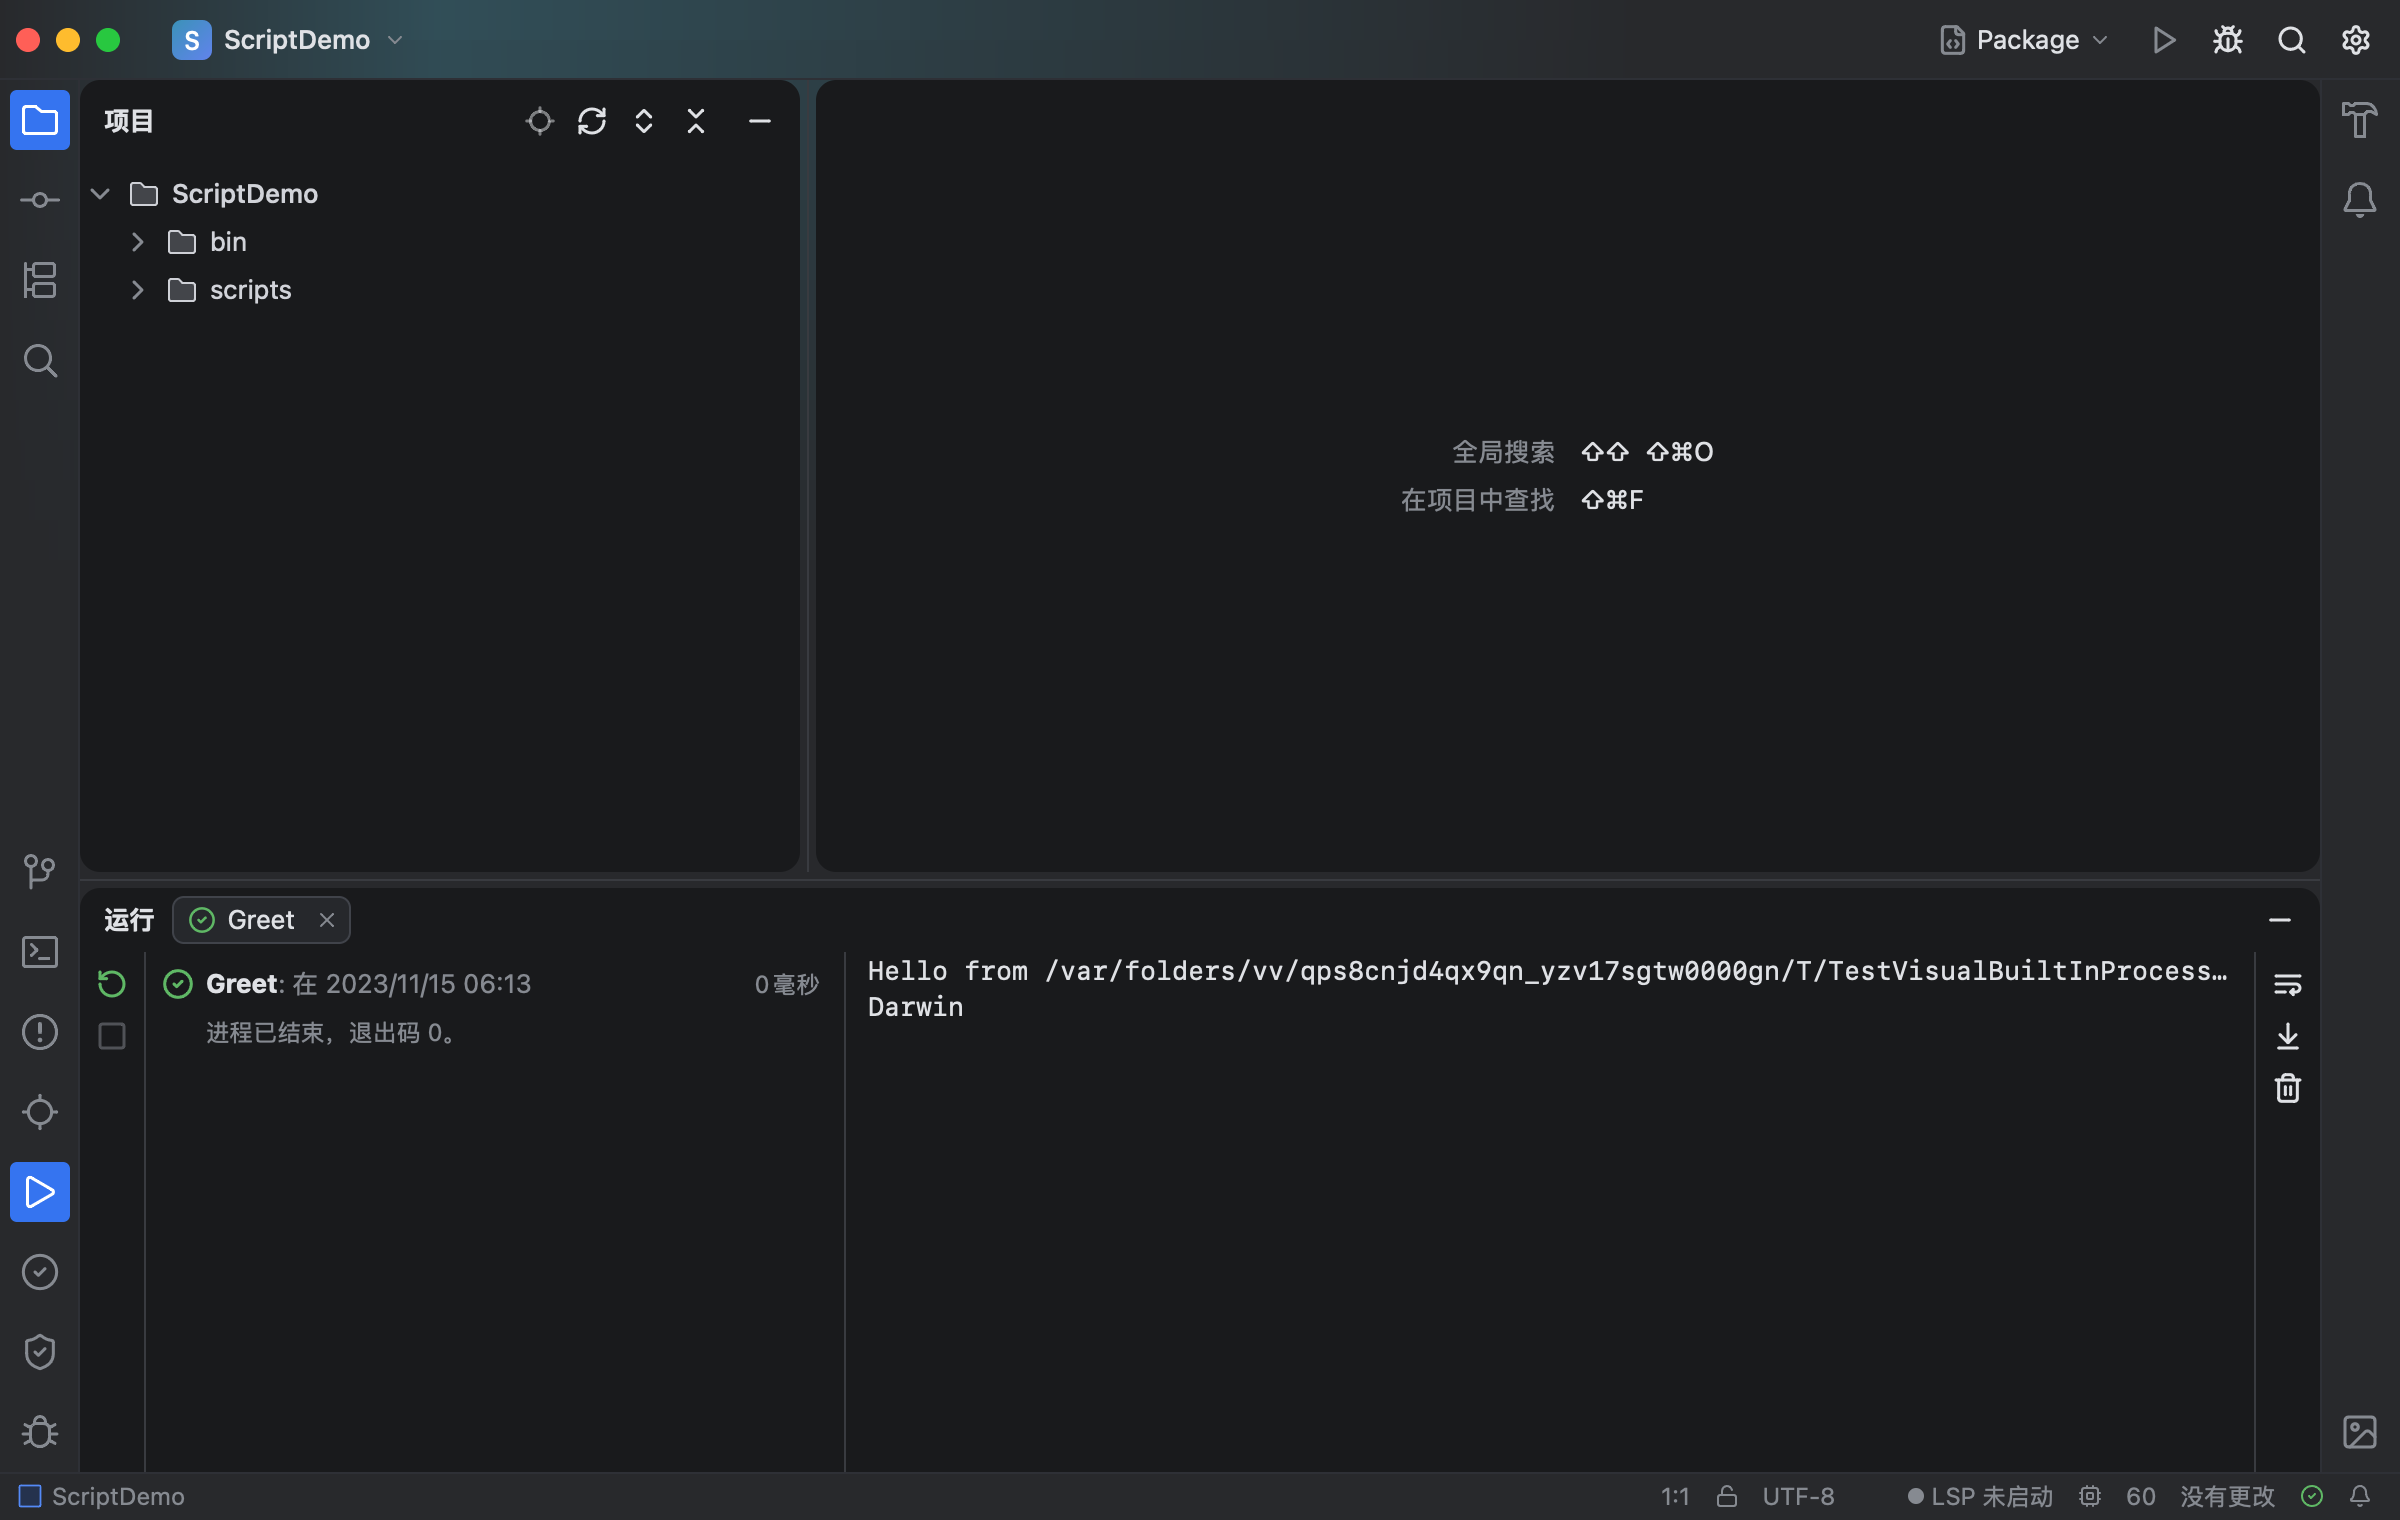 S ScriptDemo
Package
项目
ScriptDemo
bin
scripts
全局搜索 ⇧⇧ ⇧⌘O
在项目中查找 ⇧⌘F
运行 Greet
Greet: 在 2023/11/15 06:13 0 毫秒
进程已结束，退出码 0。
Hello from /var/folders/vv/qps8cnjd4qx9qn_yzv17sgtw0000gn/T/TestVisualBuiltInProcess…
Darwin
ScriptDemo
1:1 UTF-8 LSP 未启动 60 没有更改